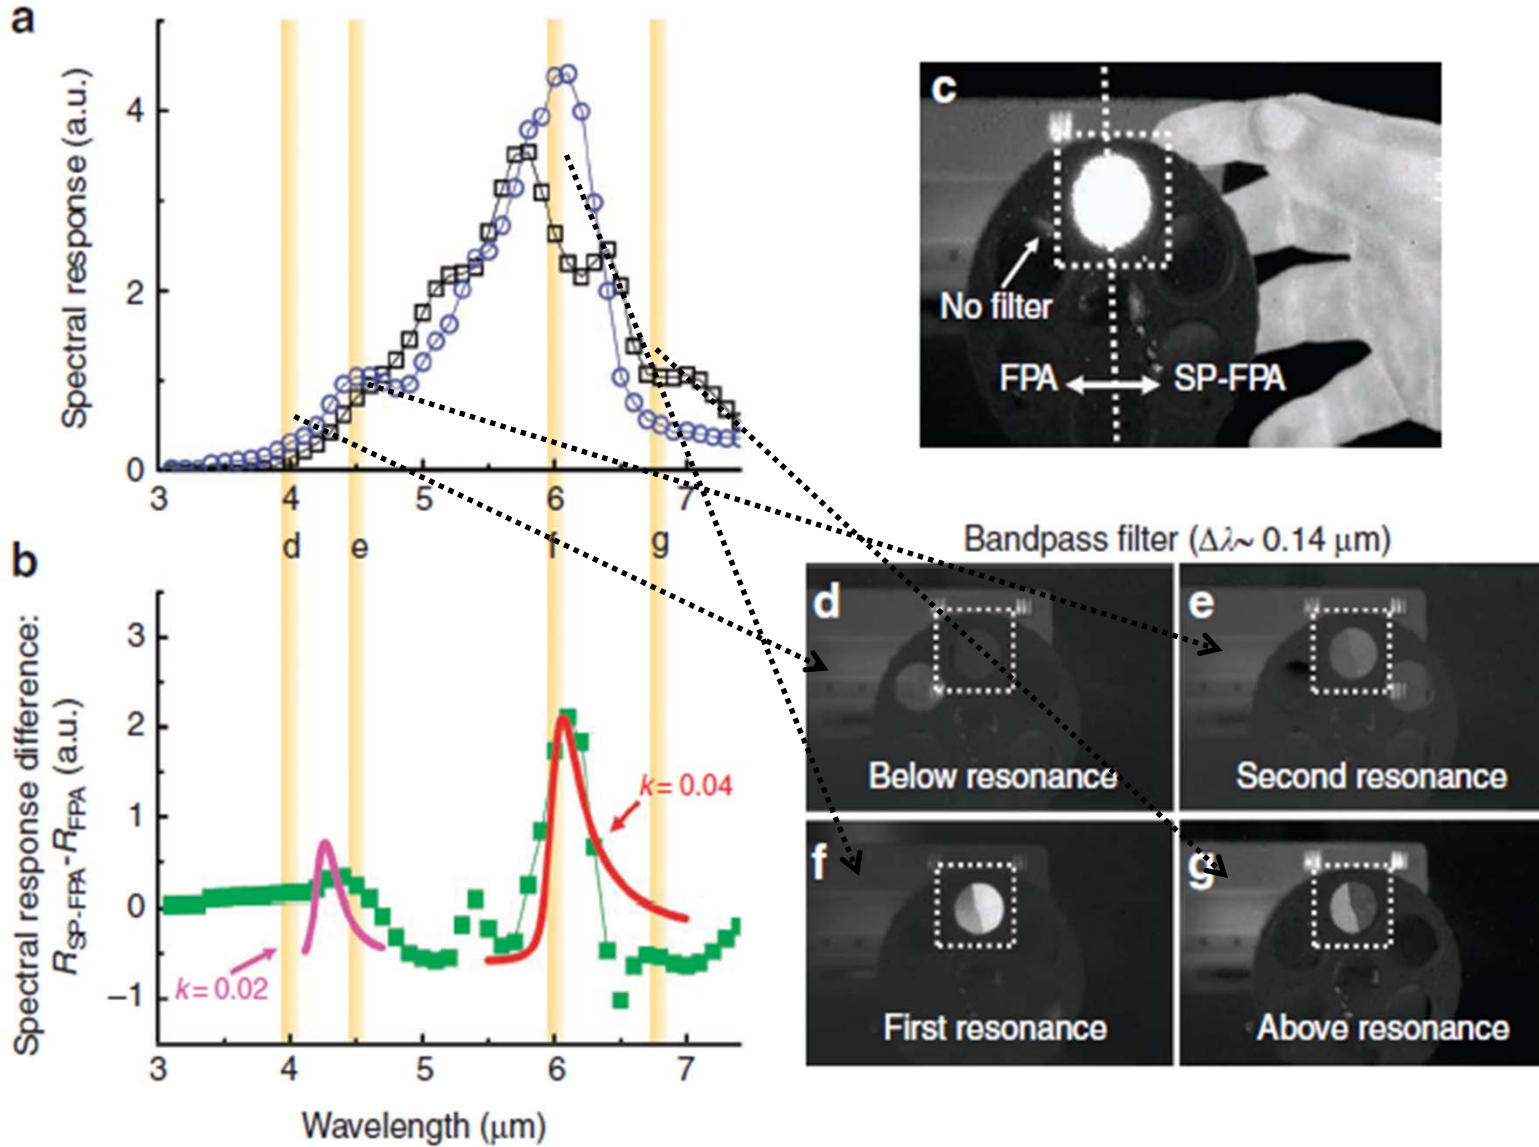 a
Spectral response (a.u.)
4
2
0
3 4 5 6 7
d e f g
b
Spectral response difference:
R_SP-FPA-R_FPA (a.u.)
3
2
1
0
–1
k= 0.04
k= 0.02
3 4 5 6 7
Wavelength (μm)
c
No filter
FPA SP-FPA
Bandpass filter (Δλ~ 0.14 μm)
d
Below resonance
e
Second resonance
f
First resonance
g
Above resonance